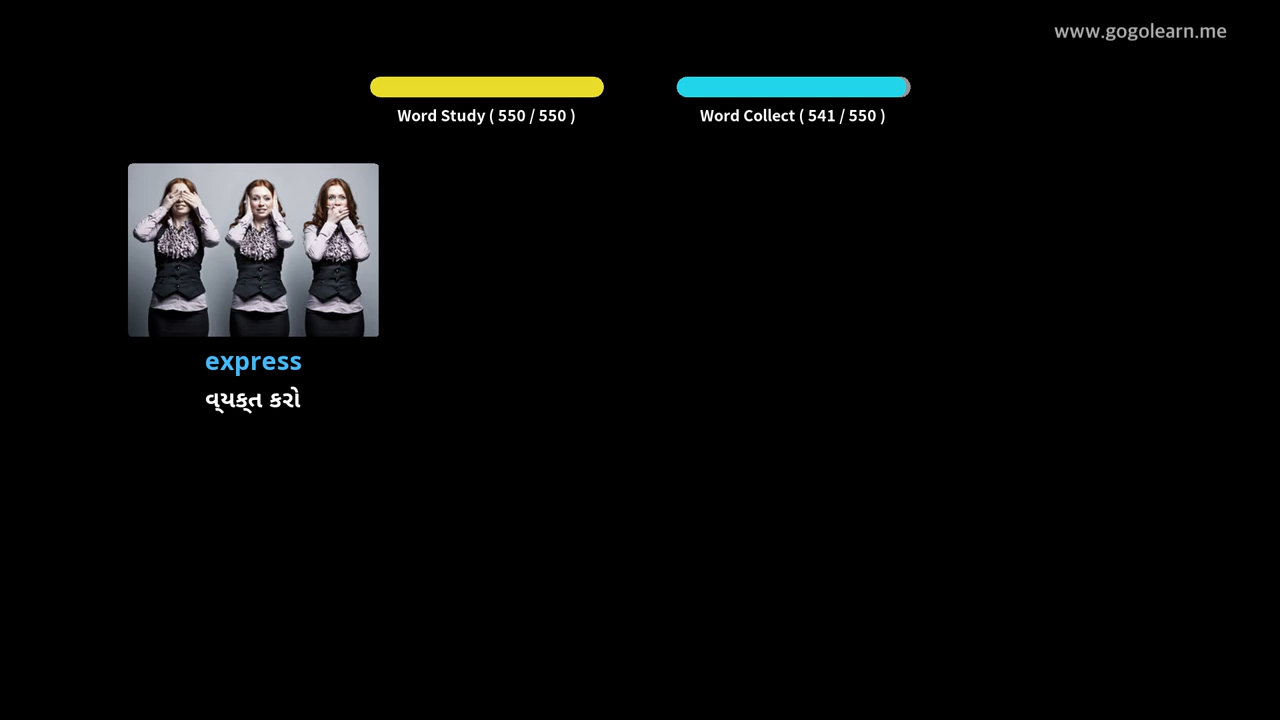 www.gogolearn.me
Word Study ( 550 / 550 )
Word Collect ( 541 / 550 )
express
વ્યક્ત કરો